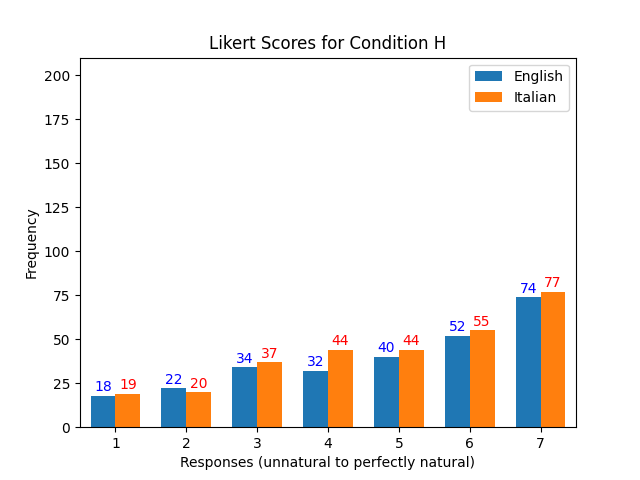 Likert Scores for Condition H
English
Italian
200
175
150
125
100
75
50
25
0
Frequency
18 19 22 20 34 37 32 44 40 44 52 55 74 77
1 2 3 4 5 6 7
Responses (unnatural to perfectly natural)